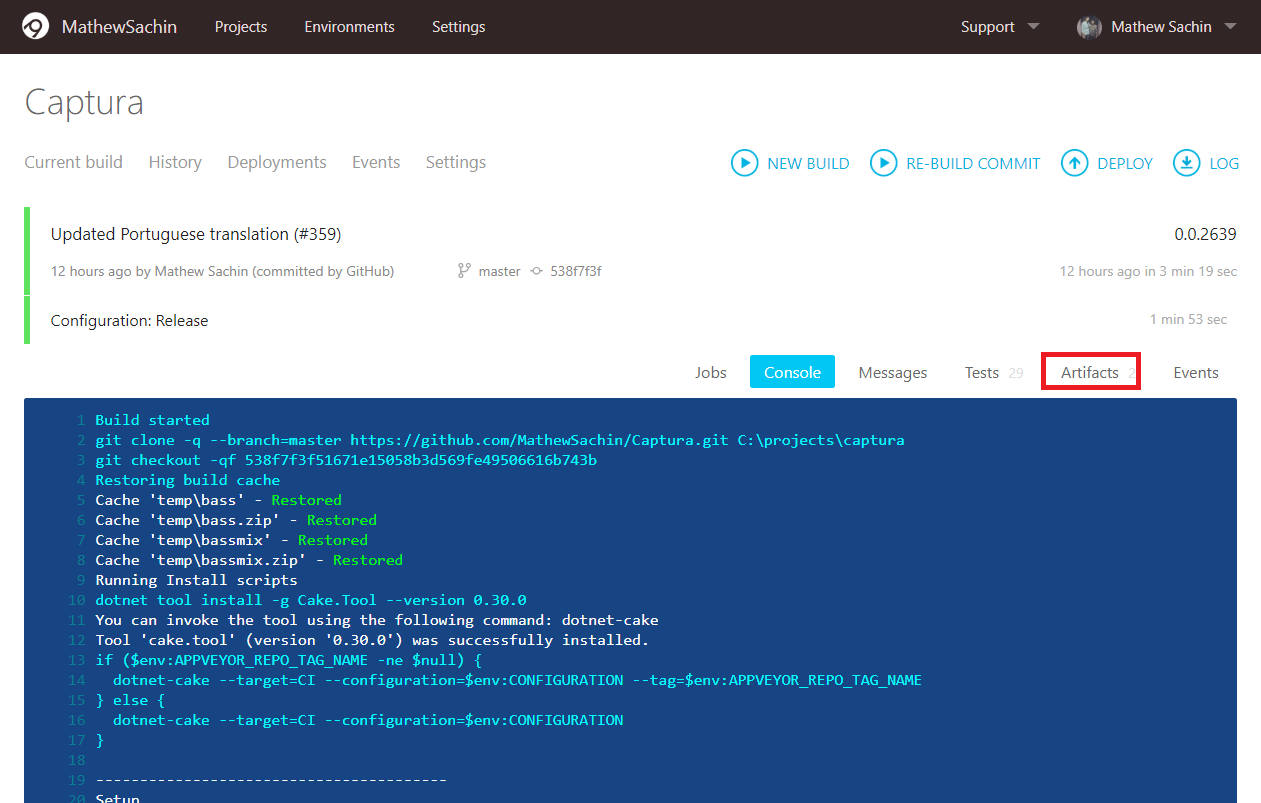 MathewSachin Projects Environments Settings Support Mathew Sachin
Captura
Current build History Deployments Events Settings NEW BUILD RE-BUILD COMMIT DEPLOY LOG
Updated Portuguese translation (#359) 0.0.2639
12 hours ago by Mathew Sachin (committed by GitHub) master 538f7f3f 12 hours ago in 3 min 19 sec
Configuration: Release 1 min 53 sec
Jobs Console Messages Tests 29 Artifacts 2 Events
1 Build started
2 git clone -q --branch=master https://github.com/MathewSachin/Captura.git C:\projects\captura
3 git checkout -qf 538f7f3f51671e15058b3d569fe49506616b743b
4 Restoring build cache
5 Cache 'temp\bass' - Restored
6 Cache 'temp\bass.zip' - Restored
7 Cache 'temp\bassmix' - Restored
8 Cache 'temp\bassmix.zip' - Restored
9 Running Install scripts
10 dotnet tool install -g Cake.Tool --version 0.30.0
11 You can invoke the tool using the following command: dotnet-cake
12 Tool 'cake.tool' (version '0.30.0') was successfully installed.
13 if ($env:APPVEYOR_REPO_TAG_NAME -ne $null) {
14 dotnet-cake --target=CI --configuration=$env:CONFIGURATION --tag=$env:APPVEYOR_REPO_TAG_NAME
15 } else {
16 dotnet-cake --target=CI --configuration=$env:CONFIGURATION
17 }
18
19 ----------------------------------------
20 Setup